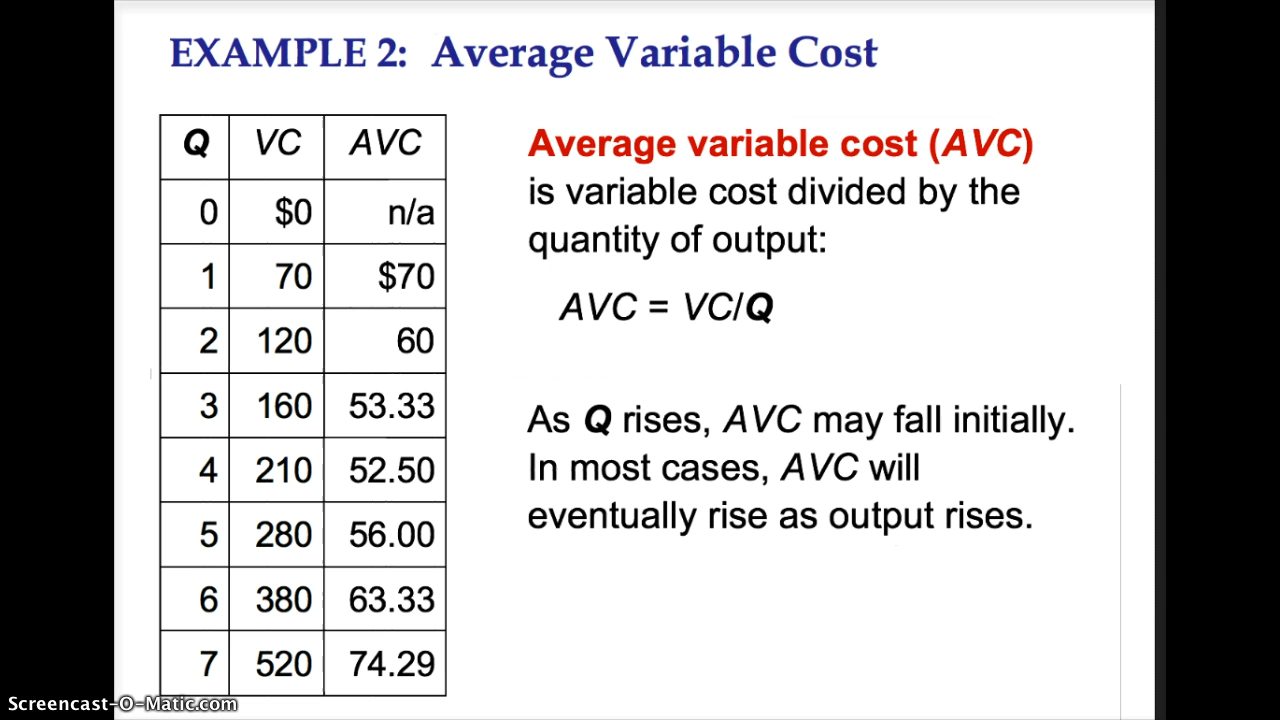 EXAMPLE 2: Average Variable Cost
Q VC AVC
0 $0 n/a
1 70 $70
2 120 60
3 160 53.33
4 210 52.50
5 280 56.00
6 380 63.33
7 520 74.29
Average variable cost (AVC)
is variable cost divided by the
quantity of output:
AVC = VC/Q
As Q rises, AVC may fall initially.
In most cases, AVC will
eventually rise as output rises.
Screencast-O-Matic.com